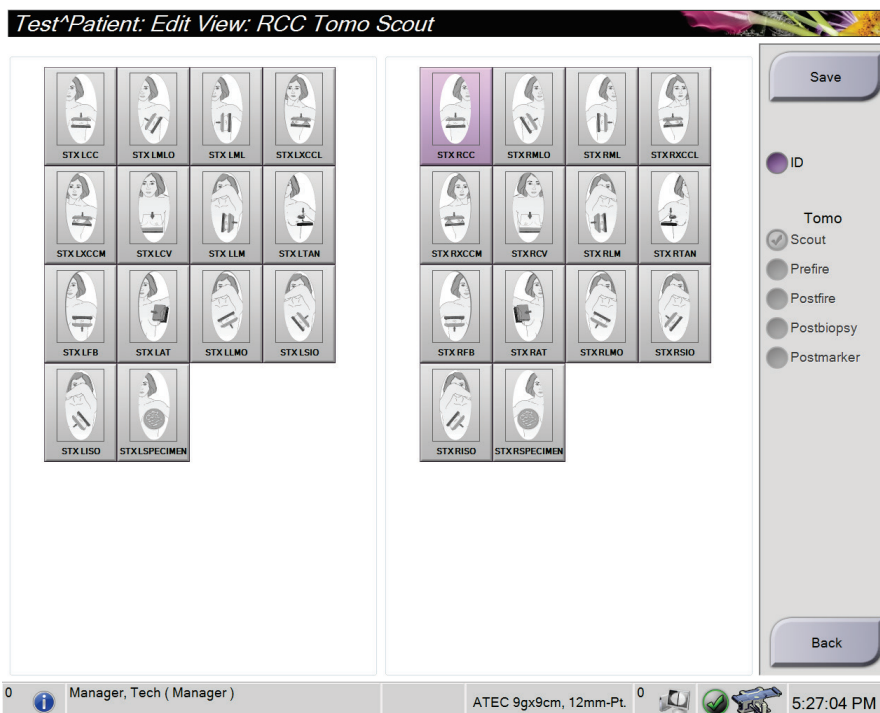 Test^Patient: Edit View: RCC Tomo Scout
STX LCC STX LMLO STX LML STX LXCCL
STX LXCCM STX LCV STX LLM STX LTAN
STX LFB STX LAT STX LLMO STX LSIO
STX LISO STX LSPECIMEN
STX RCC STX RMLO STX RML STX RXCCL
STX RXCCM STX RCV STX RLM STX RTAN
STX RFB STX RAT STX RLMO STX RSIO
STX RISO STX RSPECIMEN
Save
ID
Tomo
Scout
Prefire
Postfire
Postbiopsy
Postmarker
Back
0 Manager, Tech ( Manager ) ATEC 9gx9cm, 12mm-Pt. 0 5:27:04 PM